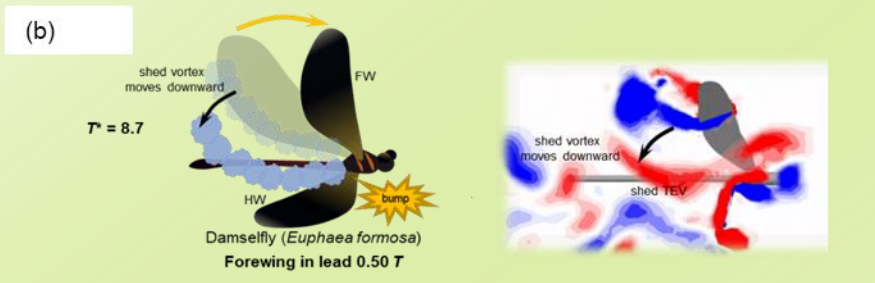 (b)
shed vortex
moves downward
FW
T* = 8.7
HW
bump
Damselfly (Euphaea formosa)
Forewing in lead 0.50 T
shed vortex
moves downward
shed TEV